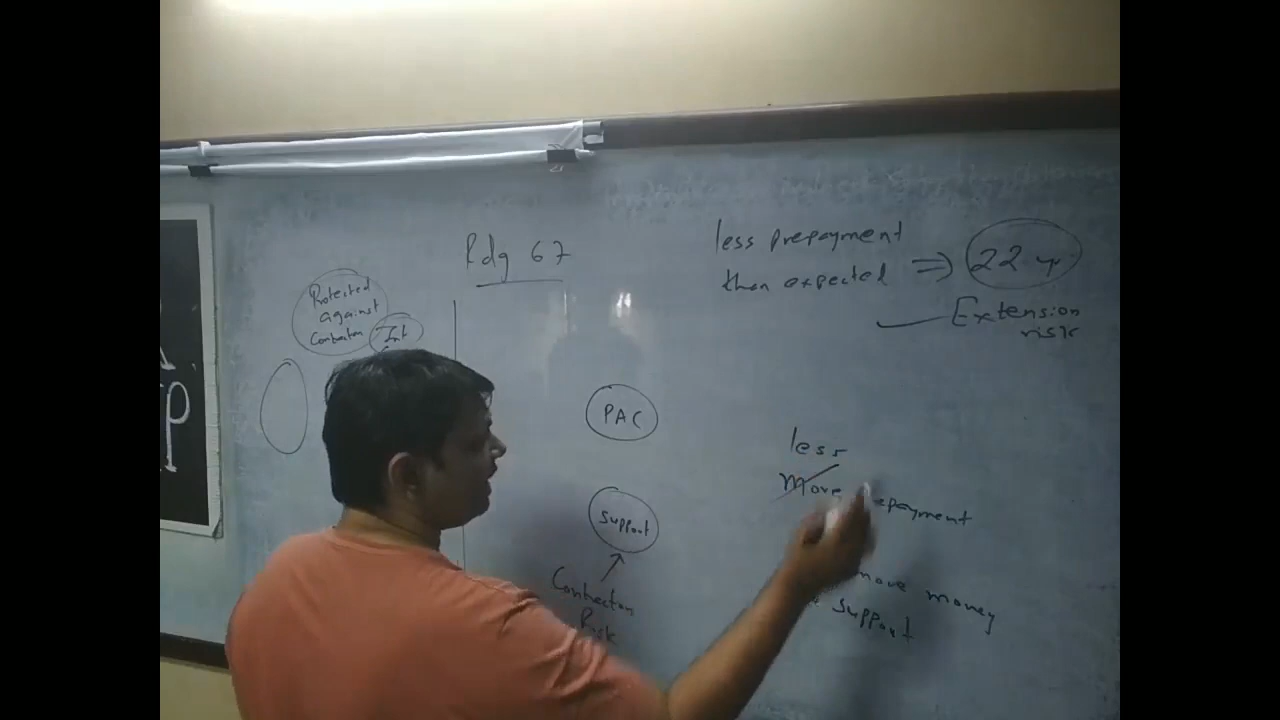 Rdg 67
less prepayment
than expected ⇒ 22 yr
Extension
risk
Protected
against
Contraction
Int
P
PAC
less
More
epayment
support
Contraction
Risk
more money
support